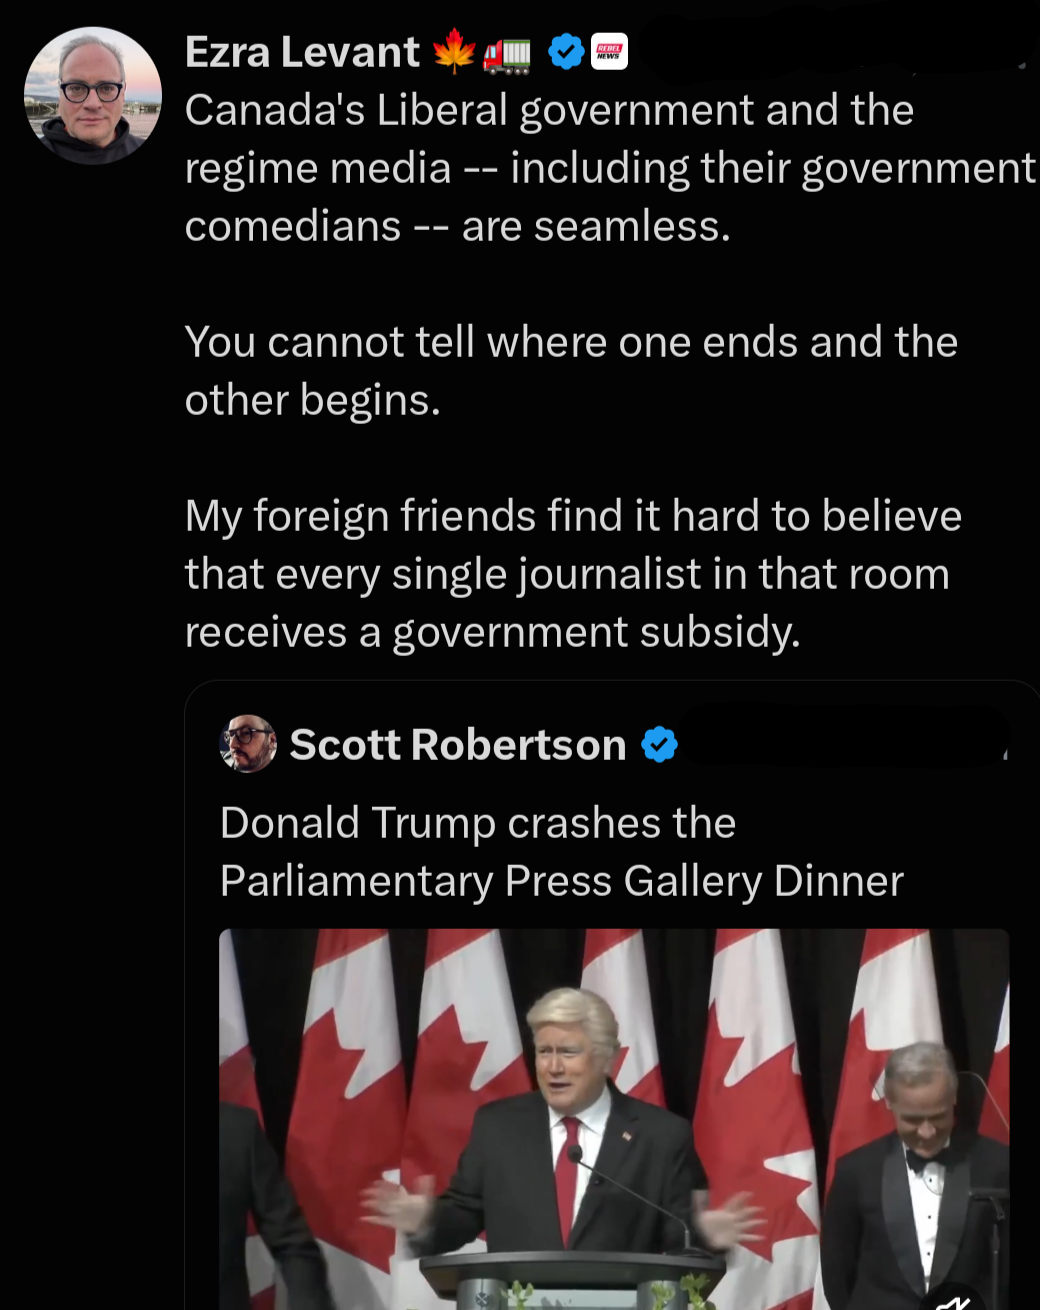 Ezra Levant
REBEL NEWS
Canada's Liberal government and the
regime media -- including their government
comedians -- are seamless.
You cannot tell where one ends and the
other begins.
My foreign friends find it hard to believe
that every single journalist in that room
receives a government subsidy.
Scott Robertson
Donald Trump crashes the
Parliamentary Press Gallery Dinner